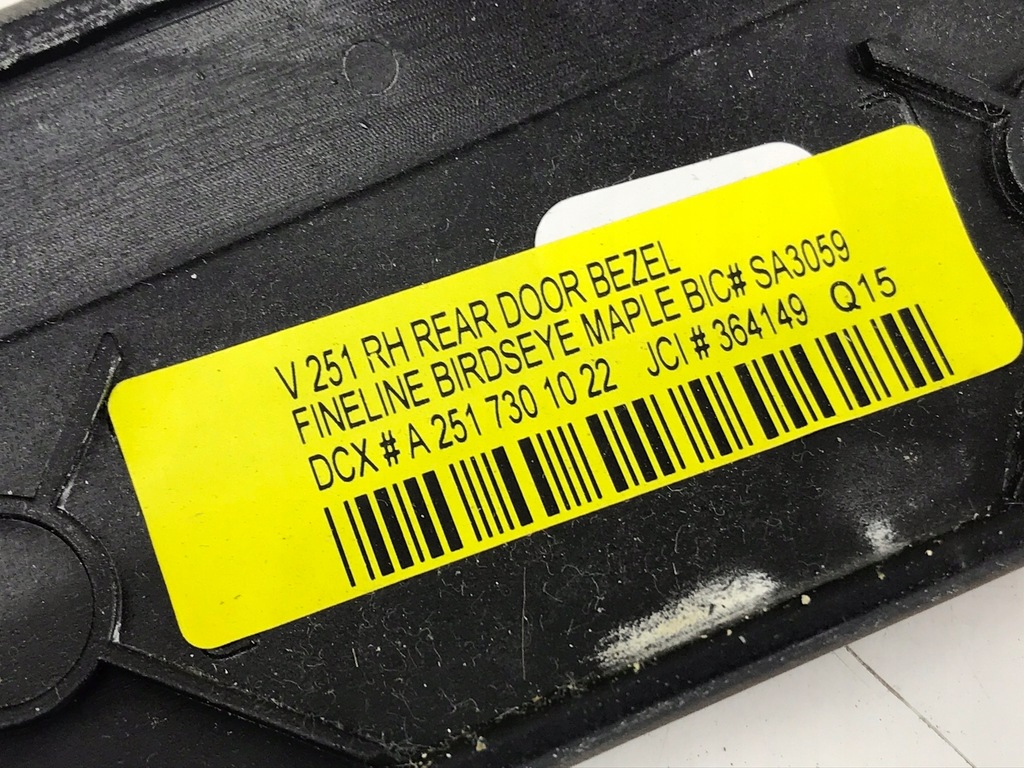 V 251 RH REAR DOOR BEZEL
FINELINE BIRDSEYE MAPLE BIC# SA3059
DCX # A 251 730 10 22 JCI # 364149 Q15